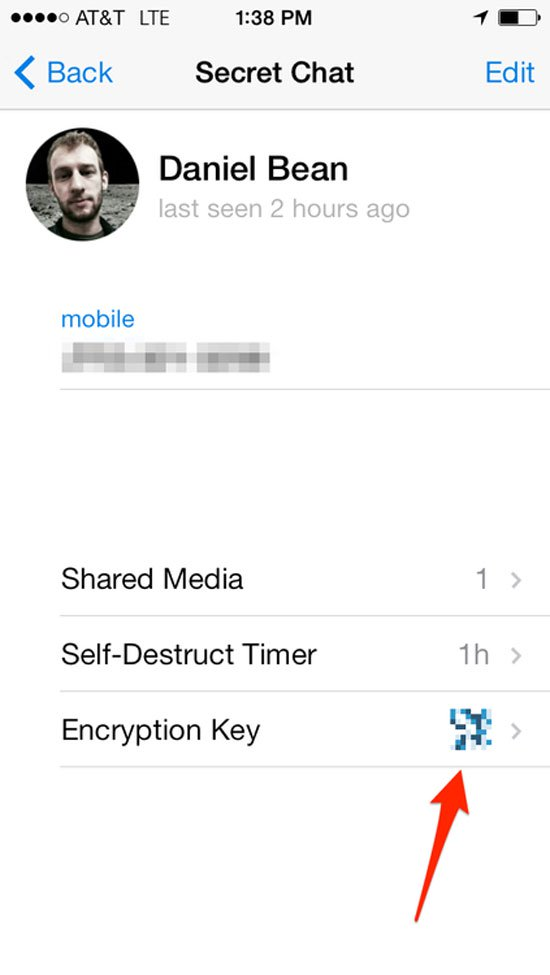 AT&T LTE 1:38 PM
Back Secret Chat Edit
Daniel Bean
last seen 2 hours ago
mobile
Shared Media 1
Self-Destruct Timer 1h
Encryption Key